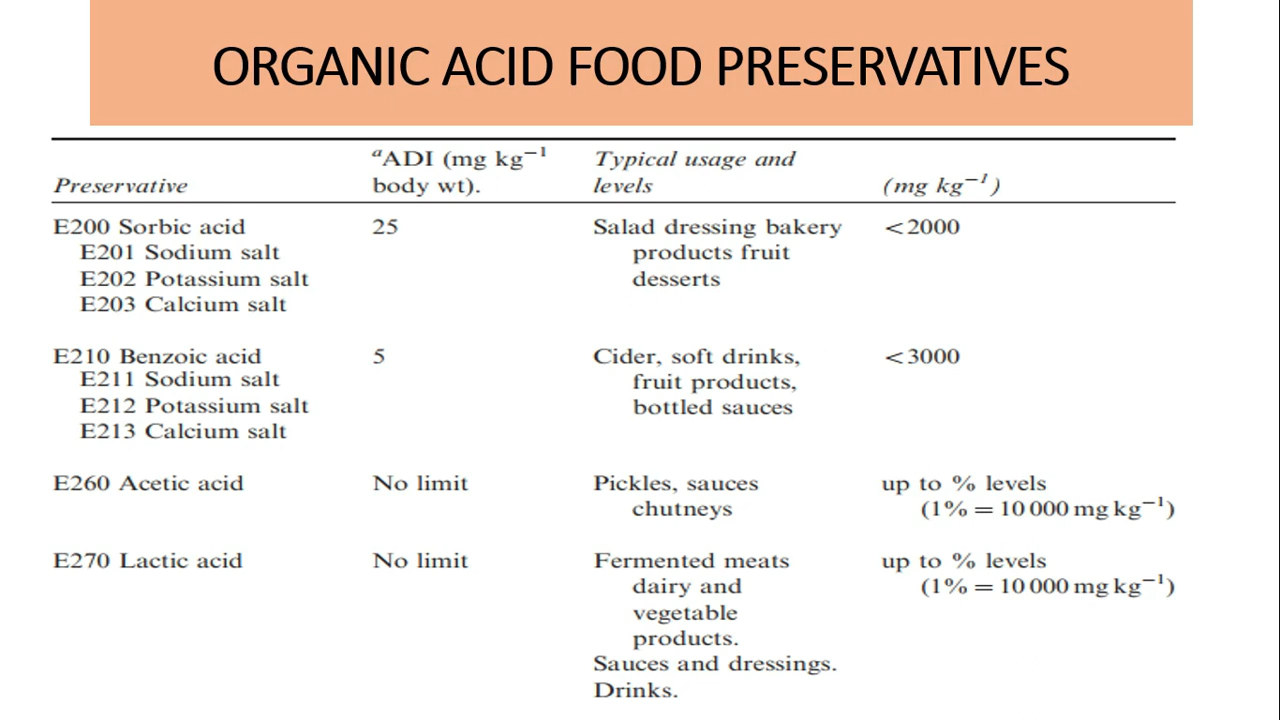 ORGANIC ACID FOOD PRESERVATIVES
Preservative
ᵃADI (mg kg⁻¹
body wt).
Typical usage and
levels
(mg kg⁻¹)
E200 Sorbic acid
E201 Sodium salt
E202 Potassium salt
E203 Calcium salt
25
Salad dressing bakery
products fruit
desserts
<2000
E210 Benzoic acid
E211 Sodium salt
E212 Potassium salt
E213 Calcium salt
5
Cider, soft drinks,
fruit products,
bottled sauces
<3000
E260 Acetic acid
No limit
Pickles, sauces
chutneys
up to % levels
(1% = 10 000 mg kg⁻¹)
E270 Lactic acid
No limit
Fermented meats
dairy and
vegetable
products.
Sauces and dressings.
Drinks.
up to % levels
(1% = 10 000 mg kg⁻¹)